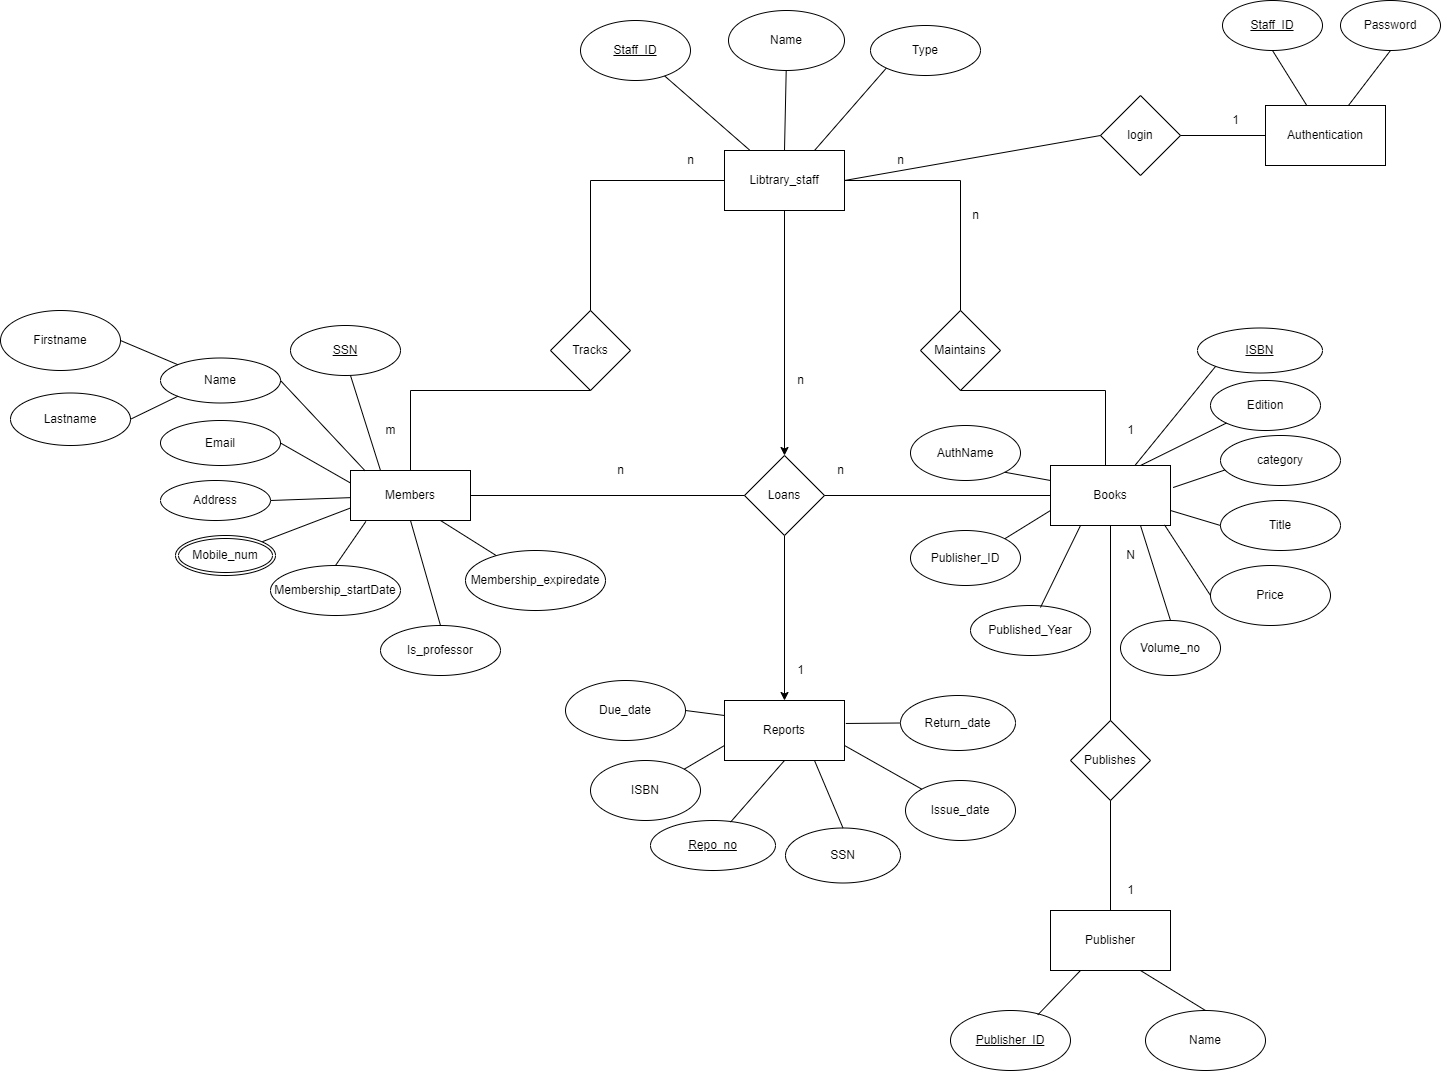 Staff_ID
Name
Type
Staff_ID
Password
login
1
Authentication
n
Libtrary_staff
n
n
Firstname
Name
Lastname
SSN
Tracks
n
Maintains
ISBN
Edition
category
Title
Price
Email
Address
Mobile_num
m
Members
n
Loans
n
AuthName
1
Books
Publisher_ID
N
Membership_startDate
Membership_expiredate
Is_professor
Published_Year
Volume_no
1
Due_date
Reports
Return_date
ISBN
Repo_no
SSN
Issue_date
Publishes
1
Publisher
Publisher_ID
Name